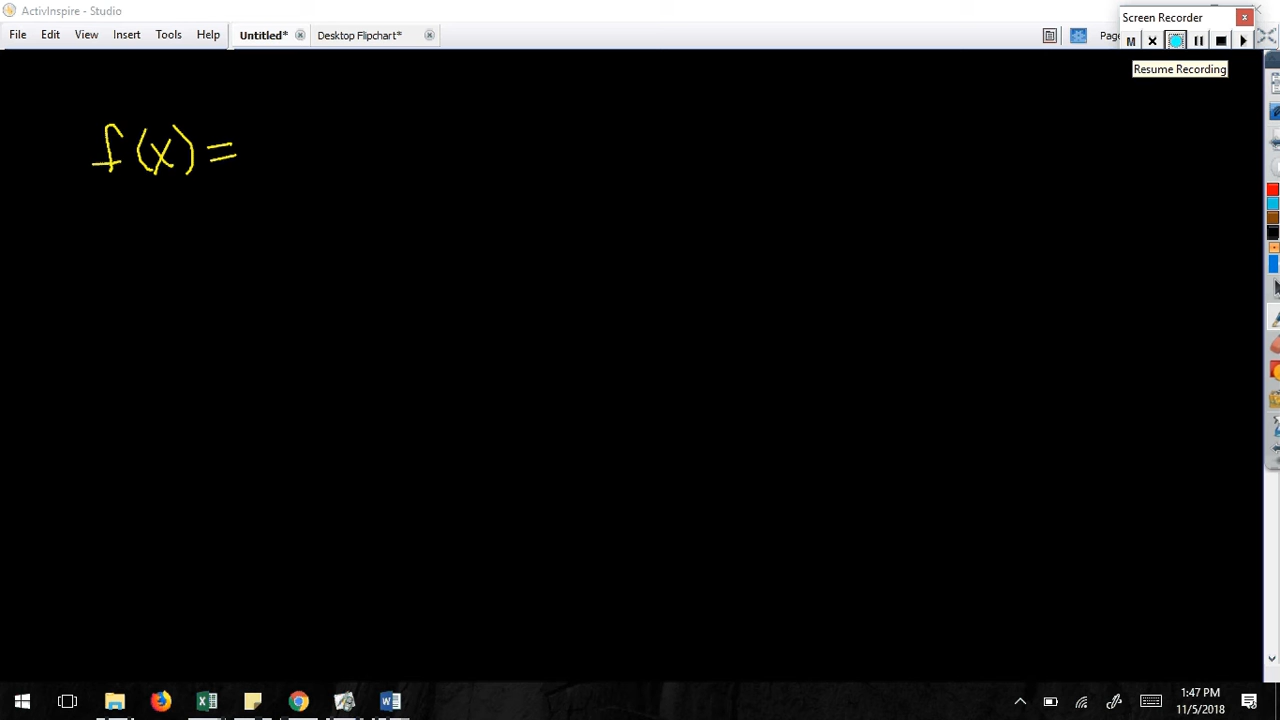 ActivInspire - Studio
Screen Recorder
File Edit View Insert Tools Help Untitled* Desktop Flipchart* Pag
M
Resume Recording
f(x)=
1:47 PM
11/5/2018